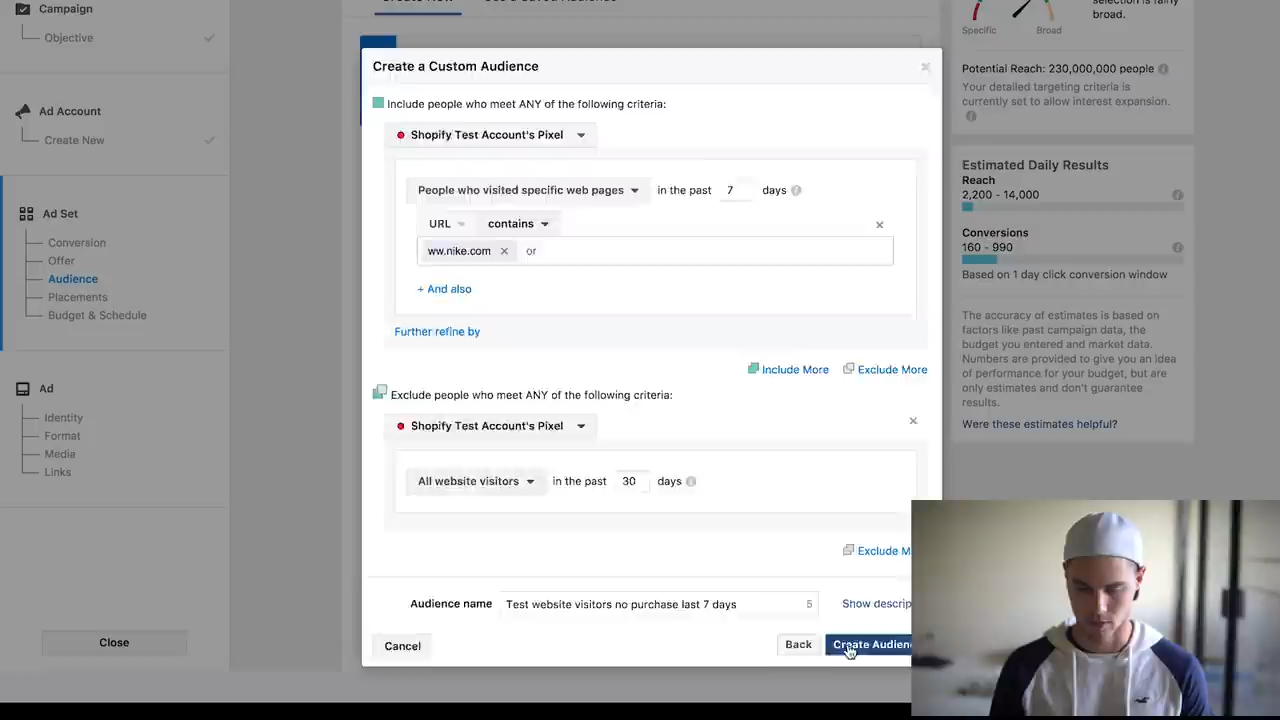 Campaign
Objective
Ad Account
Create New
Ad Set
Conversion
Offer
Audience
Placements
Budget & Schedule
Ad
Identity
Format
Media
Links
Close
Create a Custom Audience
Include people who meet ANY of the following criteria:
Shopify Test Account's Pixel
People who visited specific web pages in the past 7 days
URL contains
ww.nike.com or
+ And also
Further refine by
Include More Exclude More
Exclude people who meet ANY of the following criteria:
Shopify Test Account's Pixel
All website visitors in the past 30 days
Exclude M
Audience name Test website visitors no purchase last 7 days 5 Show descrip
Cancel Back Create Audien
selection is fairly
broad.
Specific Broad
Potential Reach: 230,000,000 people
Your detailed targeting criteria is
currently set to allow interest expansion.
Estimated Daily Results
Reach
2,200 - 14,000
Conversions
160 - 990
Based on 1 day click conversion window
The accuracy of estimates is based on
factors like past campaign data, the
budget you entered and market data.
Numbers are provided to give you an idea
of performance for your budget, but are
only estimates and don't guarantee
results.
Were these estimates helpful?